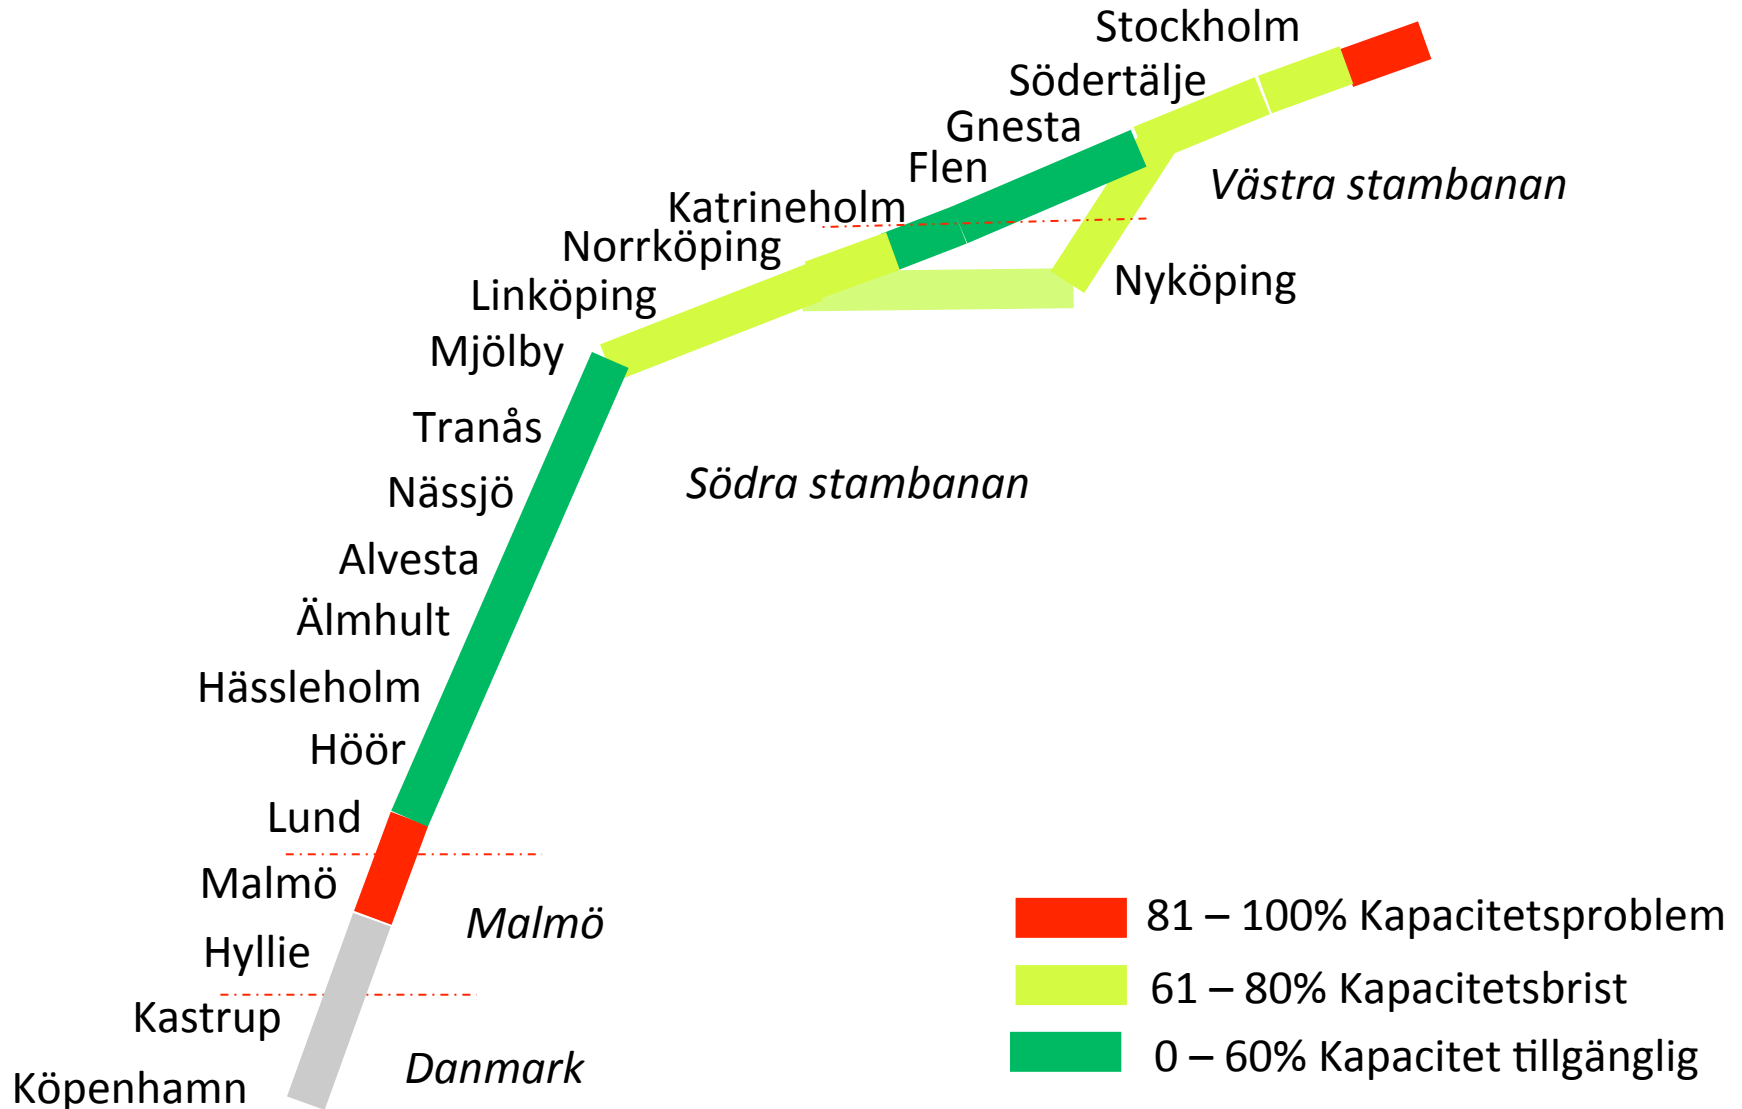 Stockholm
Södertälje
Gnesta
Flen
Västra stambanan
Katrineholm
Norrköping
Nyköping
Linköping
Mjölby
Tranås
Södra stambanan
Nässjö
Alvesta
Älmhult
Hässleholm
Höör
Lund
Malmö
Malmö
Hyllie
Kastrup
Danmark
Köpenhamn
81 – 100% Kapacitetsproblem
61 – 80% Kapacitetsbrist
0 – 60% Kapacitet tillgänglig